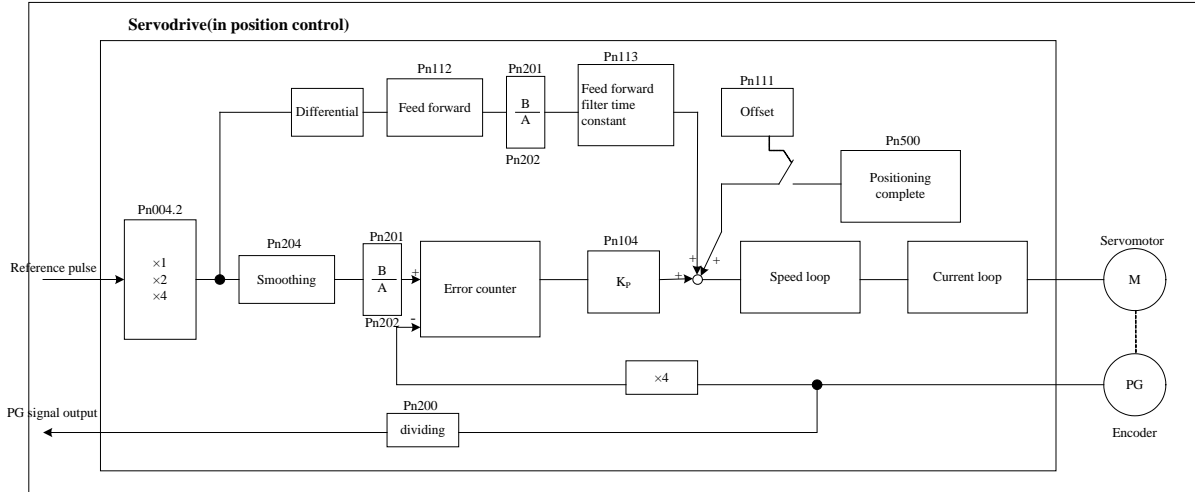 Servodrive(in position control)
Pn112
Pn201
Pn113
Pn111
Differential
Feed forward
B
A
Feed forward
filter time
constant
Offset
Pn202
Pn500
Positioning
complete
Pn004.2
Pn204
Pn201
Pn104
Servomotor
Reference pulse
×1
×2
×4
Smoothing
B
A
+
-
Error counter
KP
+
+
+
Speed loop
Current loop
M
Pn202
×4
PG
PG signal output
Pn200
dividing
Encoder